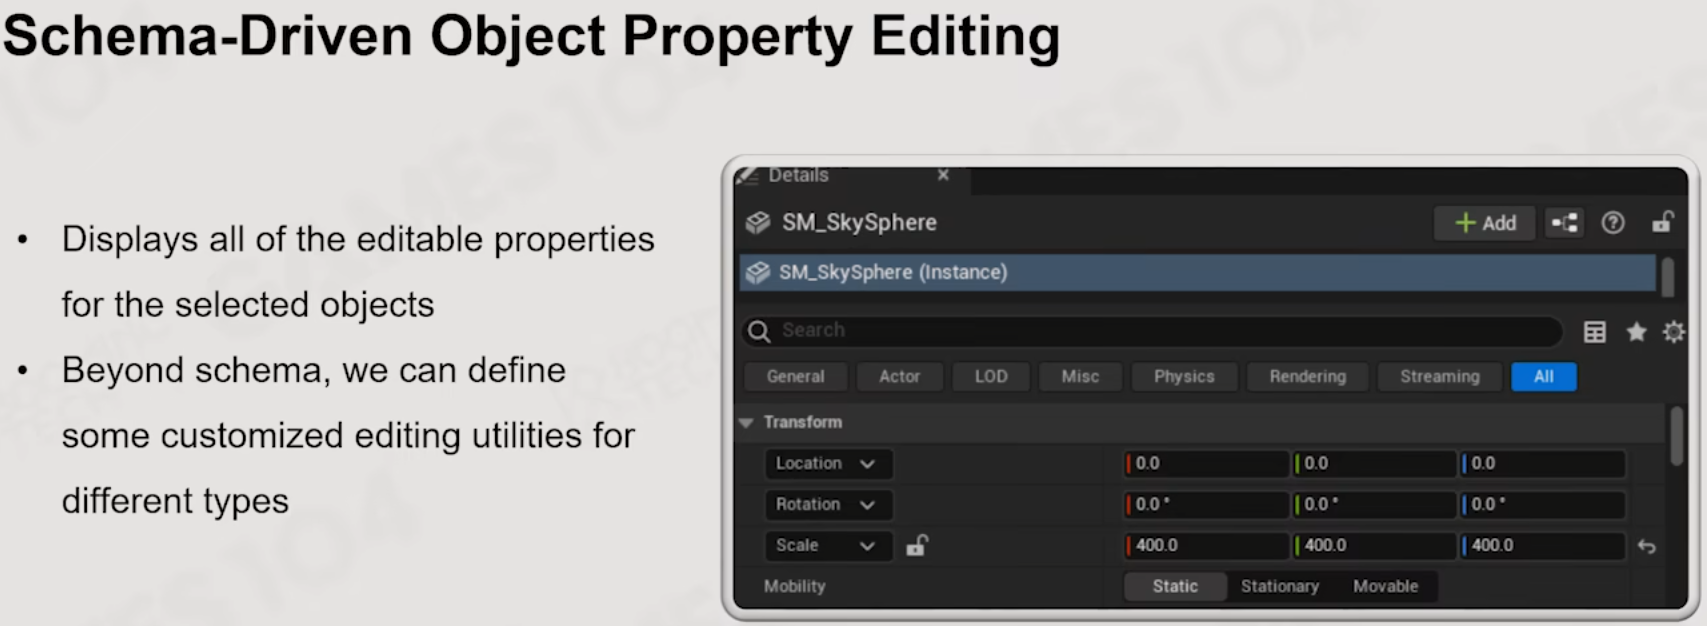 Schema-Driven Object Property Editing
• Displays all of the editable properties
for the selected objects
• Beyond schema, we can define
some customized editing utilities for
different types
Details
SM_SkySphere
Add
SM_SkySphere (Instance)
Search
General Actor LOD Misc Physics Rendering Streaming All
Transform
Location 0.0 0.0 0.0
Rotation 0.0° 0.0° 0.0°
Scale 400.0 400.0 400.0
Mobility Static Stationary Movable
GAMES 104